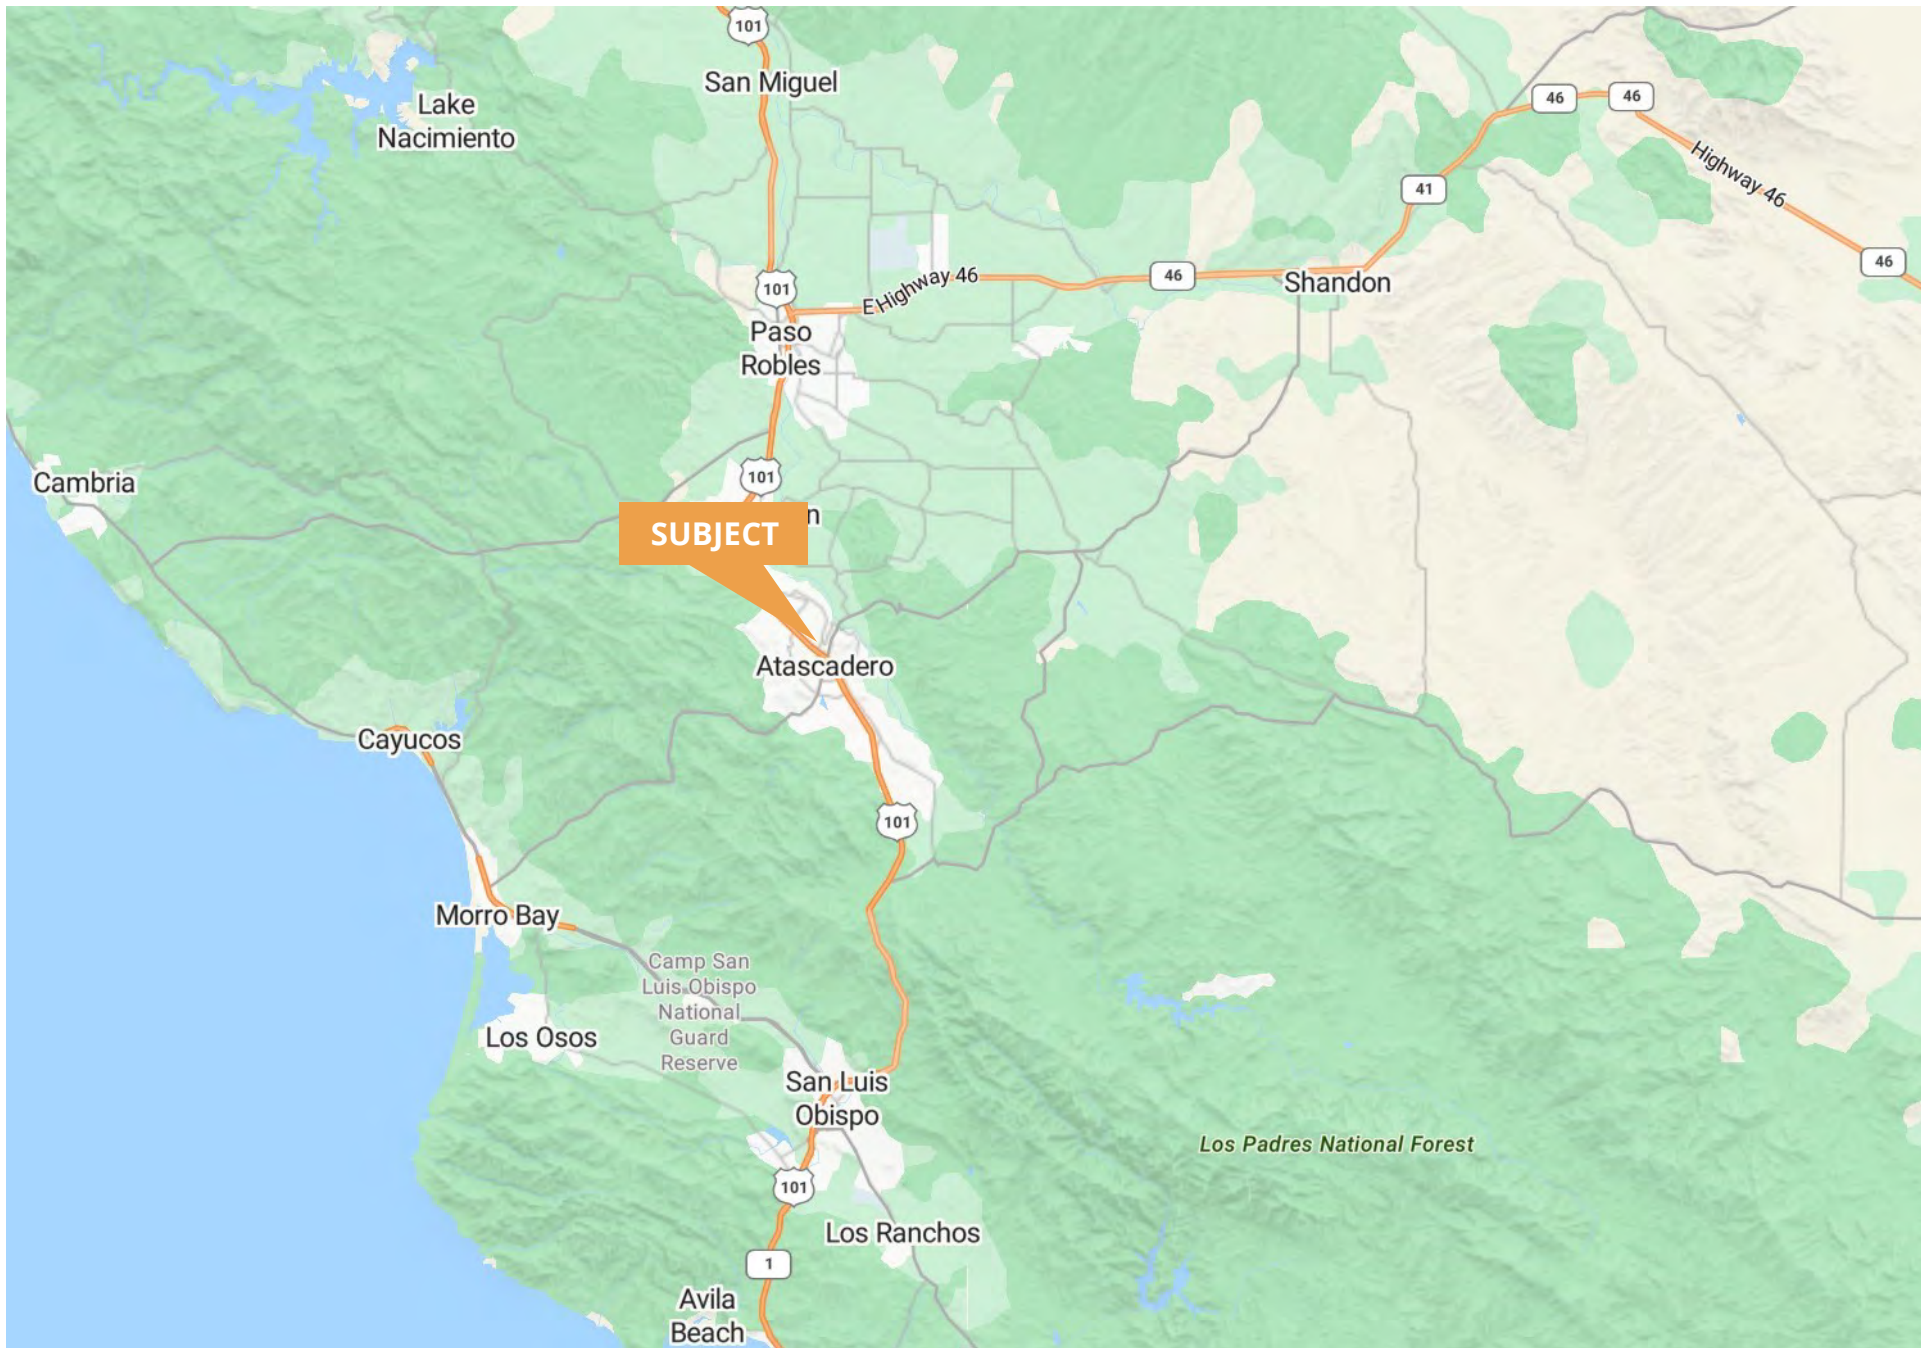 101
San Miguel
Lake
Nacimiento
46
46
Highway 46
41
46
46
Shandon
E Highway 46
101
Paso
Robles
101
Cambria
n
SUBJECT
Atascadero
Cayucos
101
Morro Bay
Camp San
Luis Obispo
National
Guard
Reserve
Los Osos
San Luis
Obispo
Los Padres National Forest
101
Los Ranchos
1
Avila
Beach